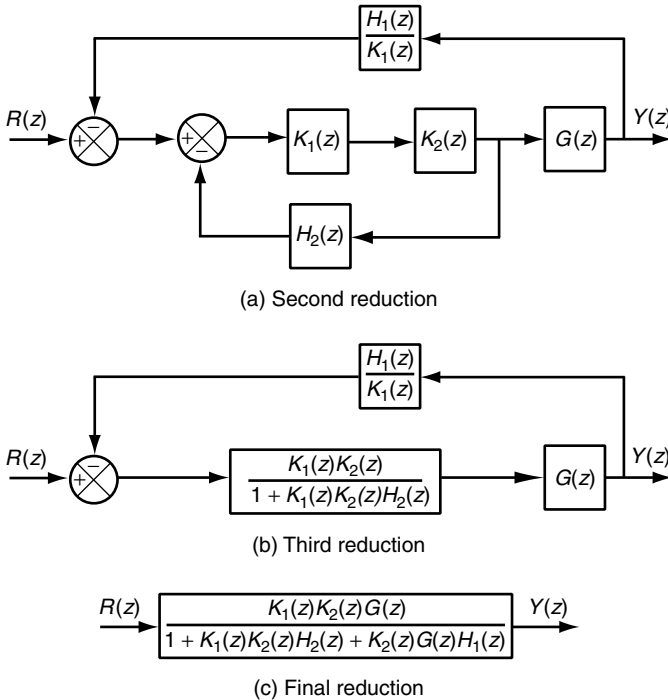 H₁(z)
K₁(z)
R(z)
Y(z)
+
−
+
−
K₁(z)
K₂(z)
G(z)
H₂(z)
(a) Second reduction
H₁(z)
K₁(z)
R(z)
Y(z)
+
−
K₁(z)K₂(z)
1 + K₁(z)K₂(z)H₂(z)
G(z)
(b) Third reduction
R(z)
K₁(z)K₂(z)G(z)
1 + K₁(z)K₂(z)H₂(z) + K₂(z)G(z)H₁(z)
Y(z)
(c) Final reduction